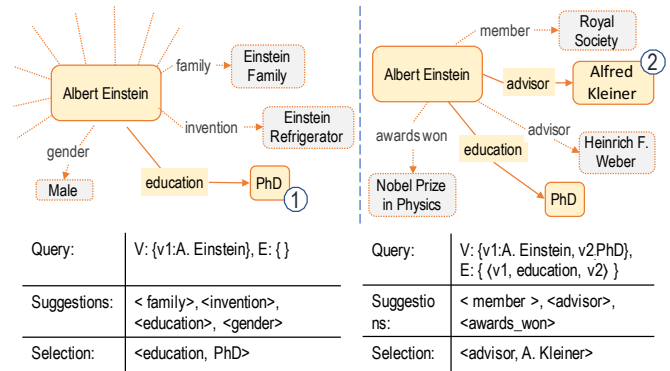 family
Einstein
Family
Albert Einstein
invention
Einstein
Refrigerator
gender
Male
education
PhD
1
member
Royal
Society
2
Albert Einstein
advisor
Alfred
Kleiner
awards won
advisor
education
Heinrich F.
Weber
Nobel Prize
in Physics
PhD
Query:
V: {v1:A. Einstein}, E: { }
Suggestions:
< family>, <invention>,
<education>, <gender>
Selection:
<education, PhD>
Query:
V: {v1:A. Einstein, v2:PhD},
E: { ⟨v1, education, v2⟩ }
Suggestio
ns:
< member >, <advisor>,
<awards_won>
Selection:
<advisor, A. Kleiner>